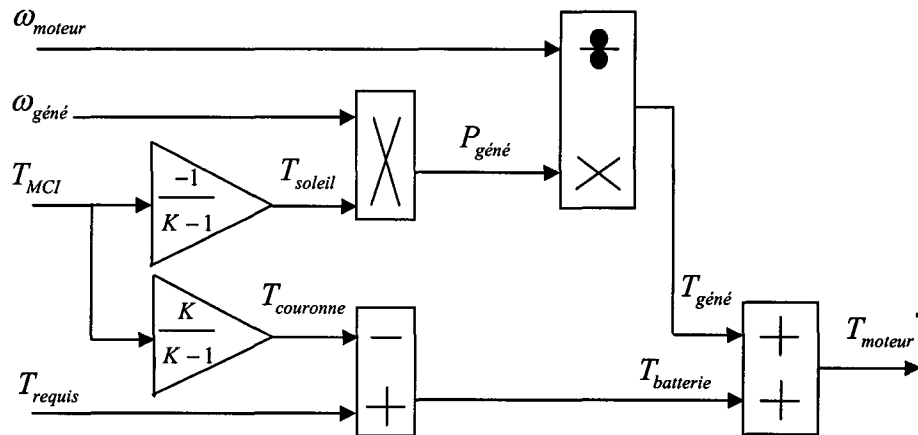 ω_moteur
ω_géné
P_géné
T_MCI
-1
K-1
T_soleil
×
×
K
K-1
T_couronne
−
T_géné
+
T_moteur
T_requis
+
T_batterie
+